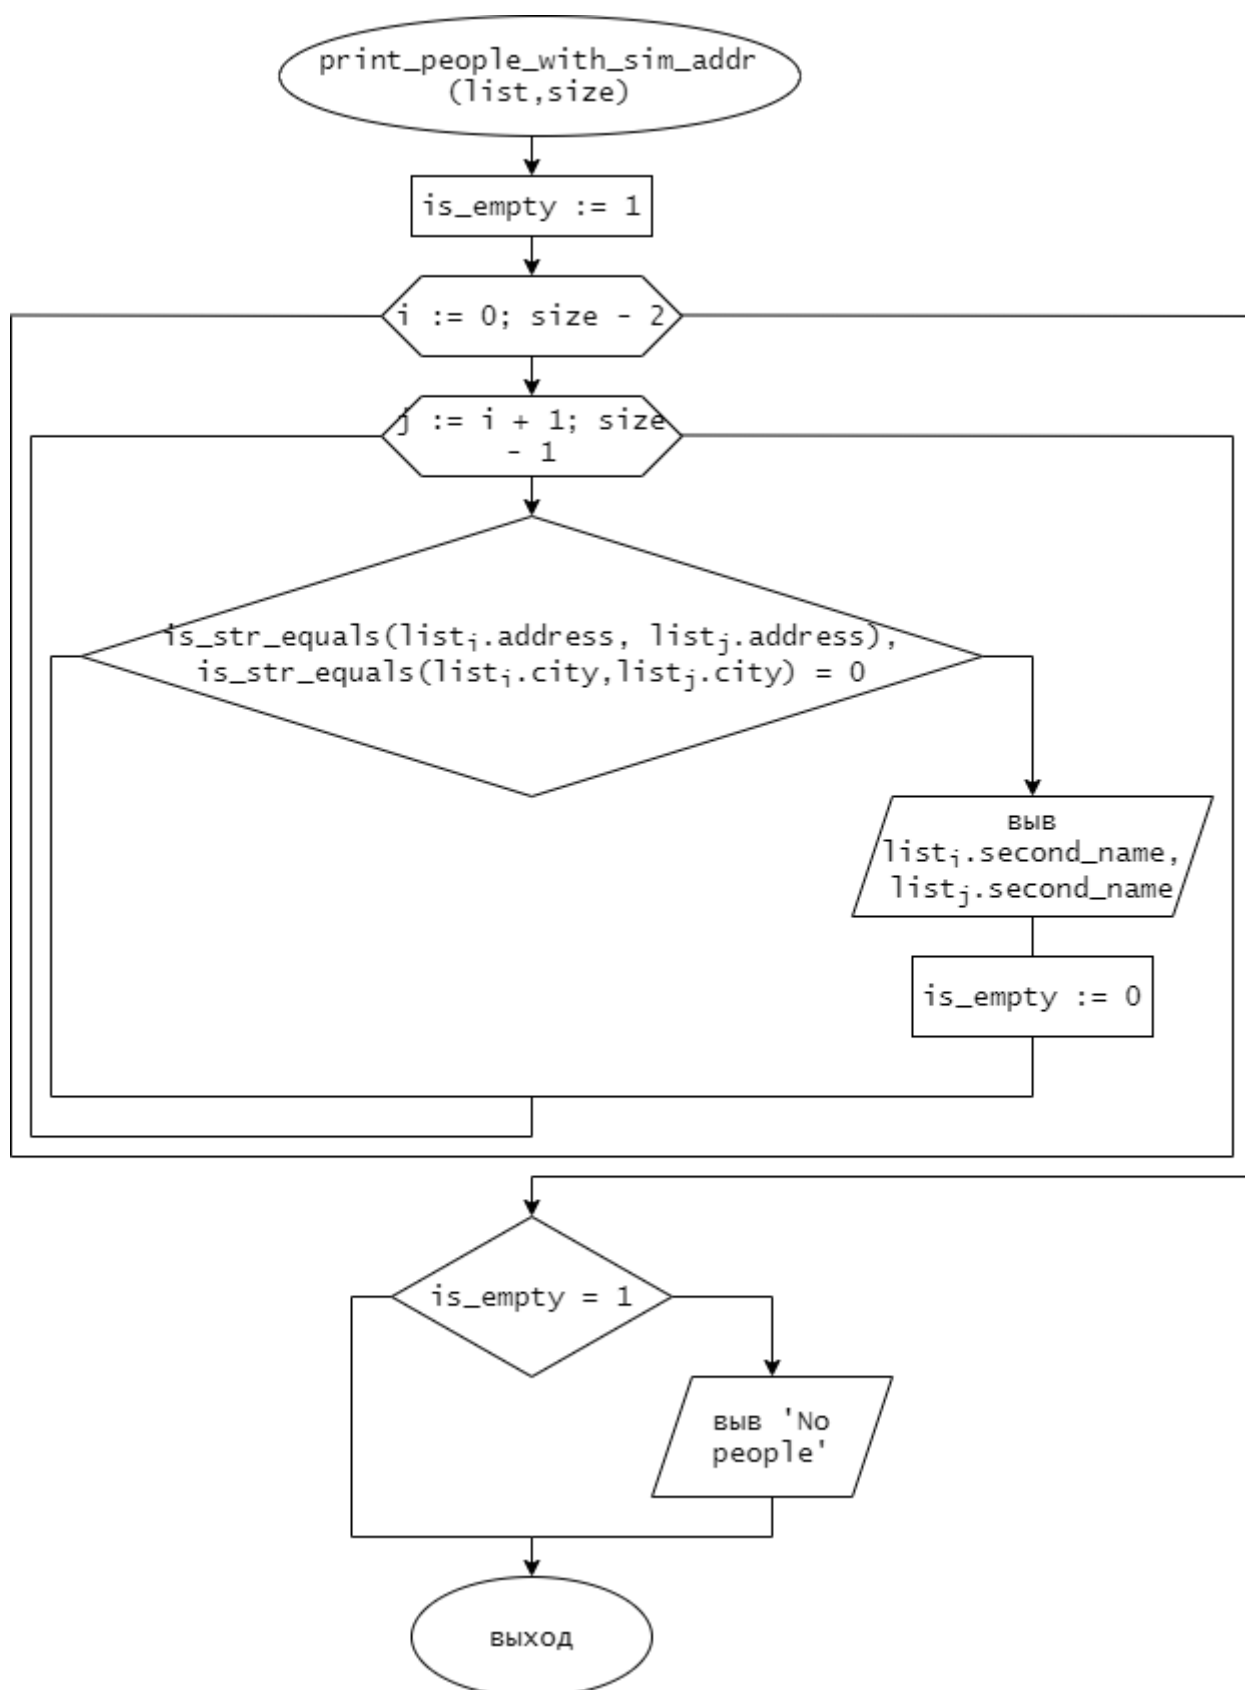 print_people_with_sim_addr
(list,size)
is_empty := 1
i := 0; size - 2
j := i + 1; size
- 1
is_str_equals(listᵢ.address, listⱼ.address),
is_str_equals(listᵢ.city,listⱼ.city) = 0
выв
listᵢ.second_name,
listⱼ.second_name
is_empty := 0
is_empty = 1
выв 'No
people'
выход